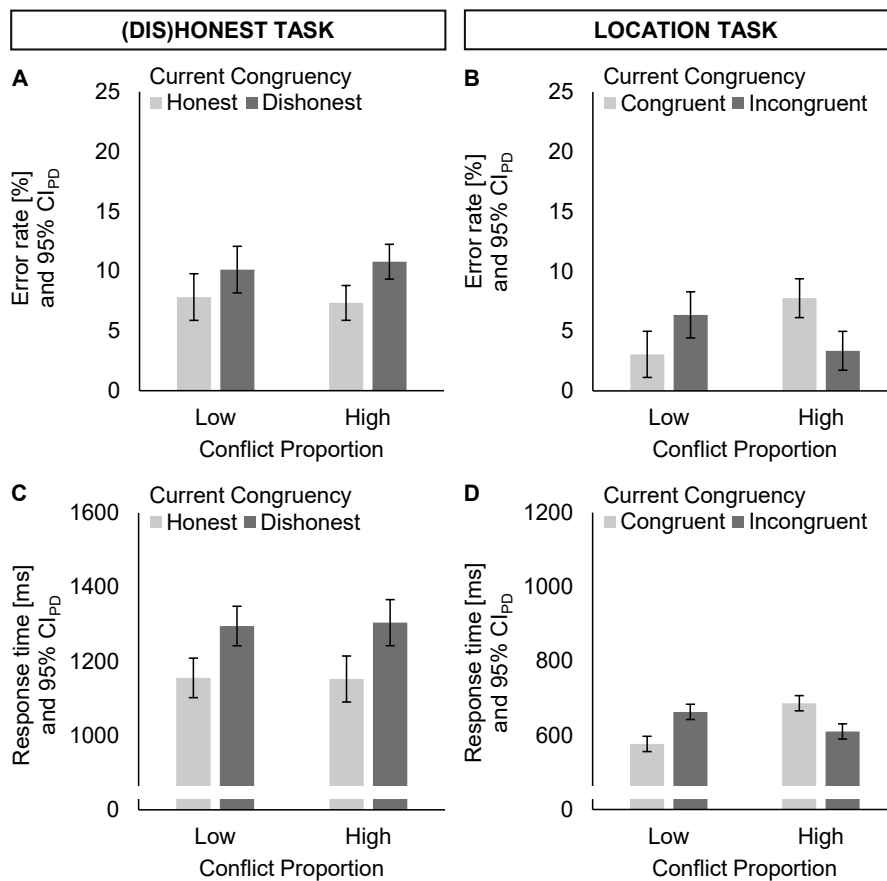 (DIS)HONEST TASK
LOCATION TASK
A
Current Congruency
Honest Dishonest
Error rate [%]
and 95% CIPD
25
20
15
10
5
0
Low High
Conflict Proportion
B
Current Congruency
Congruent Incongruent
Error rate [%]
and 95% CIPD
25
20
15
10
5
0
Low High
Conflict Proportion
C
Current Congruency
Honest Dishonest
Response time [ms]
and 95% CIPD
1600
1400
1200
1000
0
Low High
Conflict Proportion
D
Current Congruency
Congruent Incongruent
Response time [ms]
and 95% CIPD
1200
1000
800
600
0
Low High
Conflict Proportion